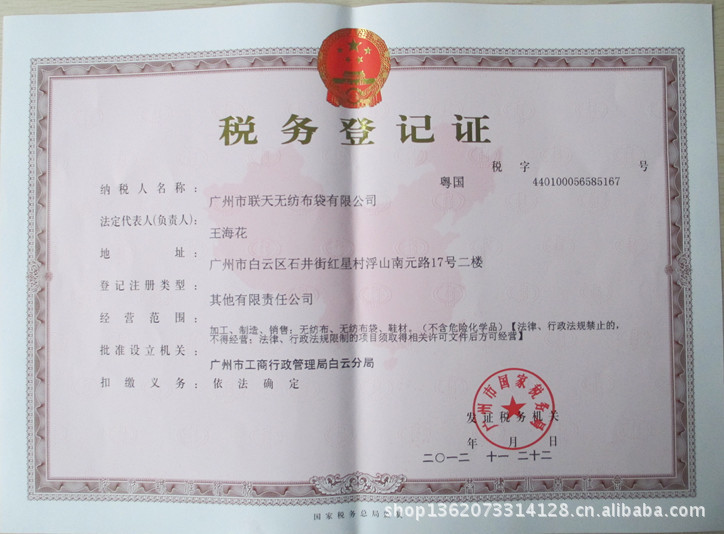 税务登记证
税 字 号
粤国 440100056585167
纳税人名称： 广州市联天无纺布袋有限公司
法定代表人(负责人)： 王海花
地 址： 广州市白云区石井街红星村浮山南元路17号二楼
登记注册类型： 其他有限责任公司
经营范围： 加工、制造、销售：无纺布、无纺布袋、鞋材。（不含危险化学品）【法律、行政法规禁止的，
不得经营；法律、行政法规限制的项目须取得相关许可文件后方可经营】
批准设立机关： 广州市工商行政管理局白云分局
扣缴义务： 依法确定
广州市国家税务局
发证税务机关
年 月 日
二〇一二 十一 二十二
国家税务总局
shop1362073314128.cn.alibaba.com